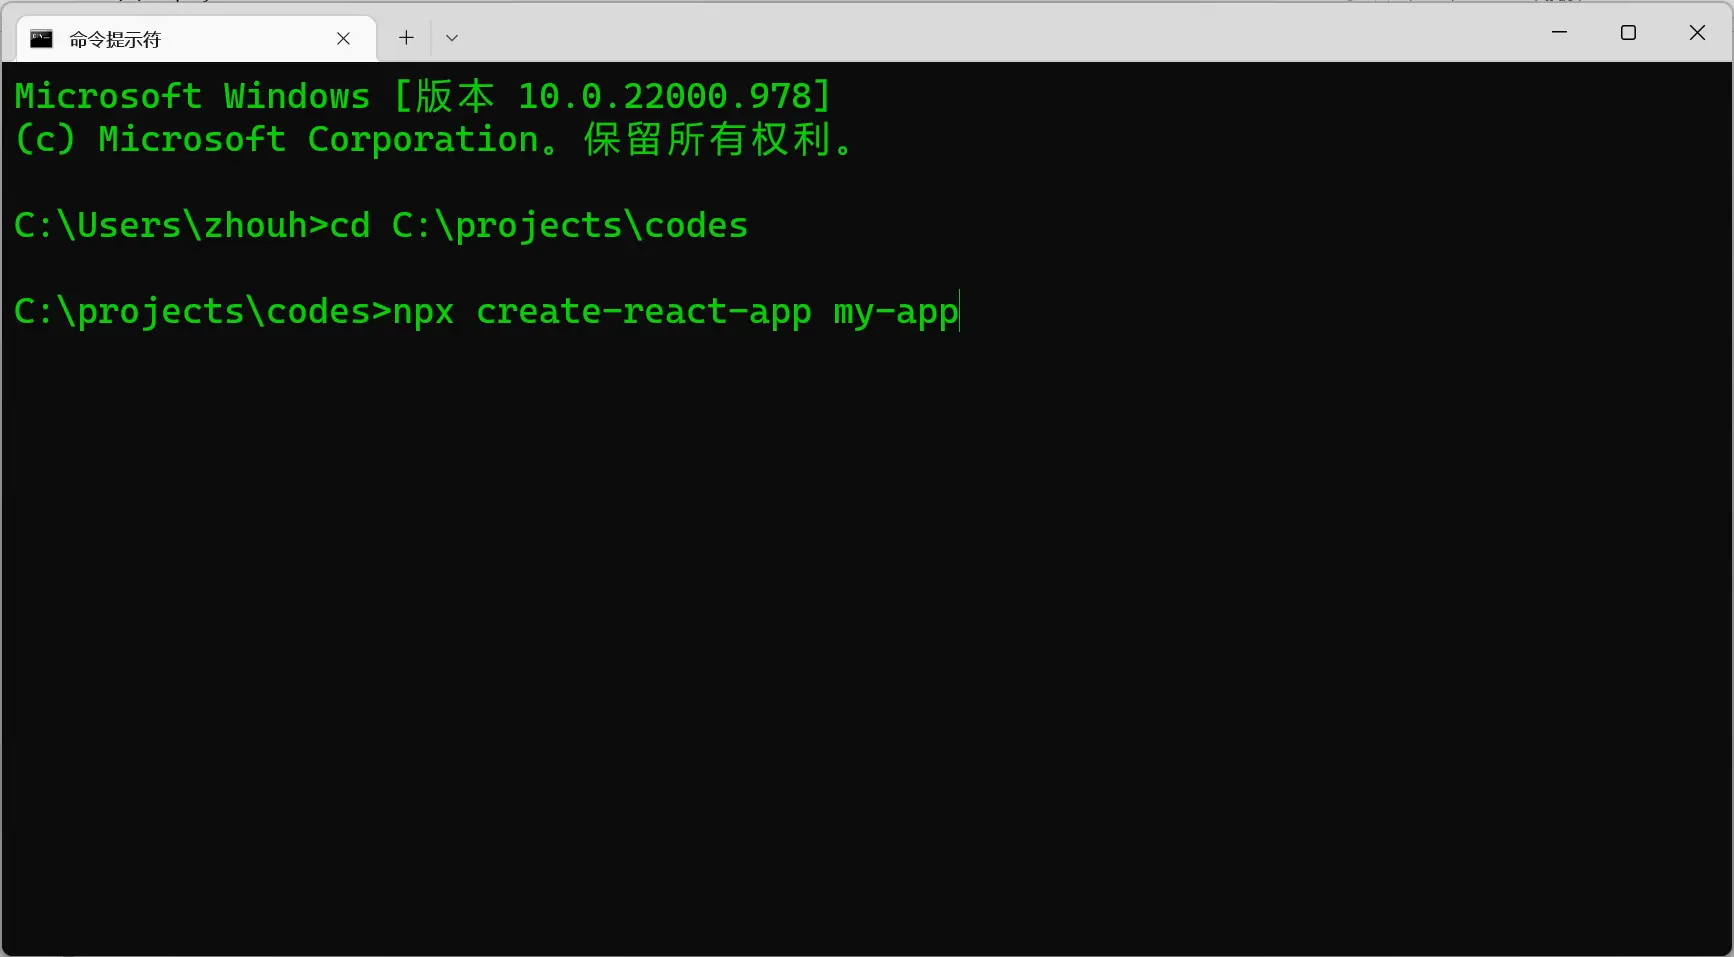 命令提示符
Microsoft Windows [版本 10.0.22000.978]
(c) Microsoft Corporation。保留所有权利。
C:\Users\zhouh>cd C:\projects\codes
C:\projects\codes>npx create-react-app my-app